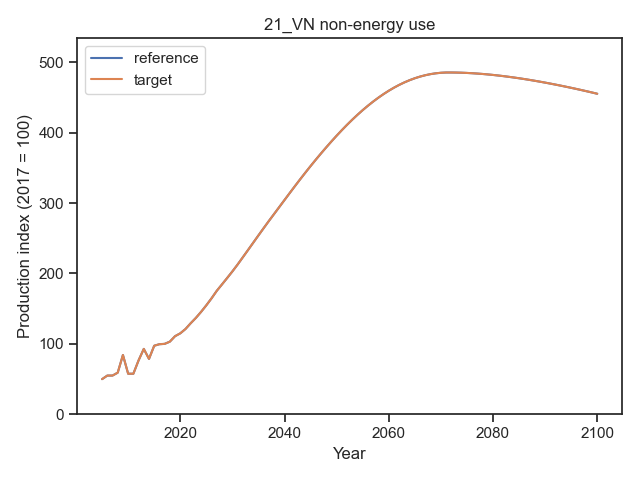 21_VN non-energy use
reference
target
Production index (2017 = 100)
500
400
300
200
100
0
2020
2040
2060
2080
2100
Year